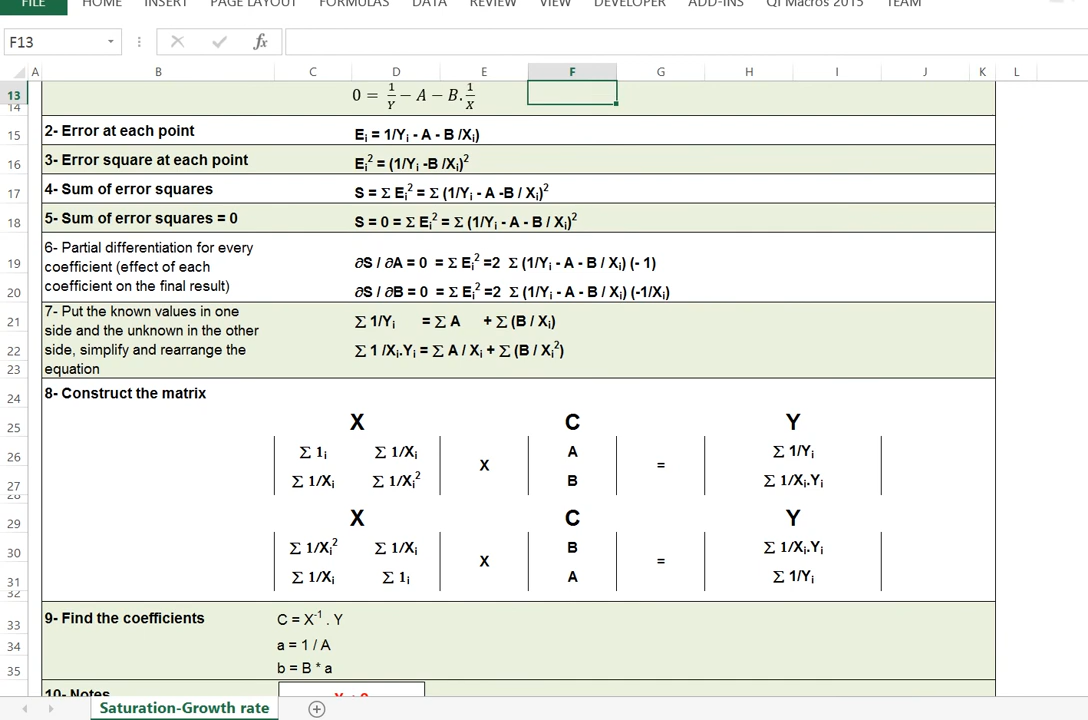 FILE HOME INSERT PAGE LAYOUT FORMULAS DATA REVIEW VIEW DEVELOPER ADD-INS QI Macros 2015 TEAM
F13 fx
A B C D E F G H I J K L
13 0 = 1/Y − A − B.1/X
14
15 2- Error at each point Eᵢ = 1/Yᵢ - A - B /Xᵢ)
16 3- Error square at each point Eᵢ² = (1/Yᵢ -B /Xᵢ)²
17 4- Sum of error squares S = Σ Eᵢ² = Σ (1/Yᵢ - A -B / Xᵢ)²
18 5- Sum of error squares = 0 S = 0 = Σ Eᵢ² = Σ (1/Yᵢ - A - B / Xᵢ)²
6- Partial differentiation for every
19 coefficient (effect of each ∂S / ∂A = 0 = Σ Eᵢ² =2 Σ (1/Yᵢ - A - B / Xᵢ) (- 1)
20 coefficient on the final result) ∂S / ∂B = 0 = Σ Eᵢ² =2 Σ (1/Yᵢ - A - B / Xᵢ) (-1/Xᵢ)
7- Put the known values in one
21 side and the unknown in the other Σ 1/Yᵢ = Σ A + Σ (B / Xᵢ)
22 side, simplify and rearrange the Σ 1 /Xᵢ.Yᵢ = Σ A / Xᵢ + Σ (B / Xᵢ²)
23 equation
24 8- Construct the matrix
25 X C Y
26 Σ 1ᵢ Σ 1/Xᵢ A Σ 1/Yᵢ
X =
27 Σ 1/Xᵢ Σ 1/Xᵢ² B Σ 1/Xᵢ.Yᵢ
28
29 X C Y
30 Σ 1/Xᵢ² Σ 1/Xᵢ B Σ 1/Xᵢ.Yᵢ
X =
31 Σ 1/Xᵢ Σ 1ᵢ A Σ 1/Yᵢ
32
33 9- Find the coefficients C = X⁻¹ . Y
34 a = 1 / A
35 b = B * a
10- Notes
Saturation-Growth rate